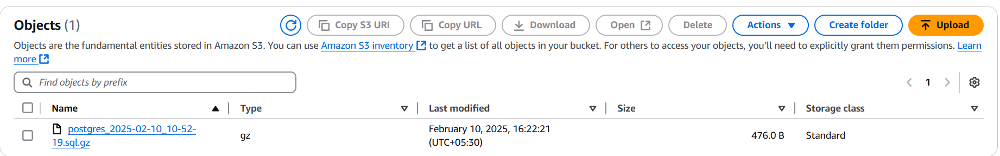 Objects (1)
Copy S3 URI
Copy URL
Download
Open
Delete
Actions
Create folder
Upload
Objects are the fundamental entities stored in Amazon S3. You can use Amazon S3 inventory to get a list of all objects in your bucket. For others to access your objects, you’ll need to explicitly grant them permissions. Learn
more
Find objects by prefix
1
Name
Type
Last modified
Size
Storage class
postgres_2025-02-10_10-52-
19.sql.gz
gz
February 10, 2025, 16:22:21
(UTC+05:30)
476.0 B
Standard